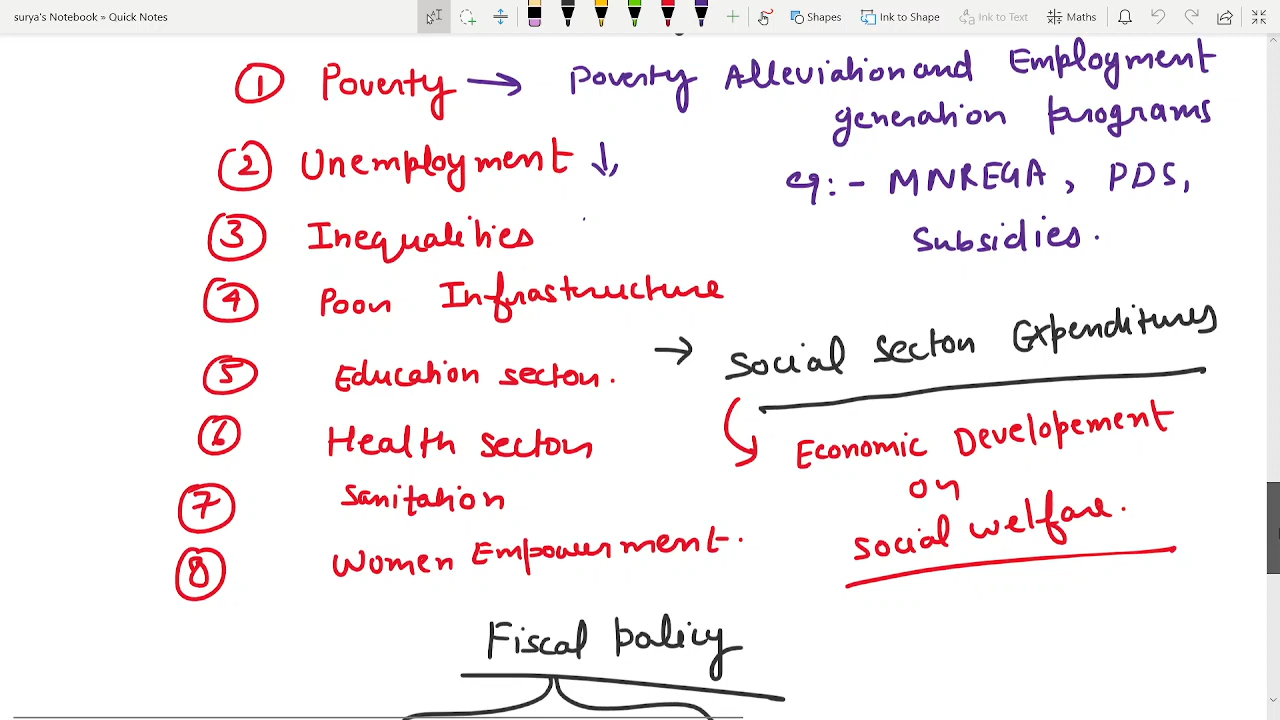 surya's Notebook » Quick Notes
Shapes Ink to Shape Ink to Text Maths
① Poverty → Poverty Alleviation and Employment
generation programs
② Unemployment ↓,
eg:- MNREGA, PDS,
③ Inequalities
Subsidies.
④ Poor Infrastructure
→ Social Sector Expenditures
⑤ Education sector.
⑥ Health sector
Economic Developement
or
⑦ Sanitation
social welfare.
⑧ Women Empowerment.
Fiscal policy